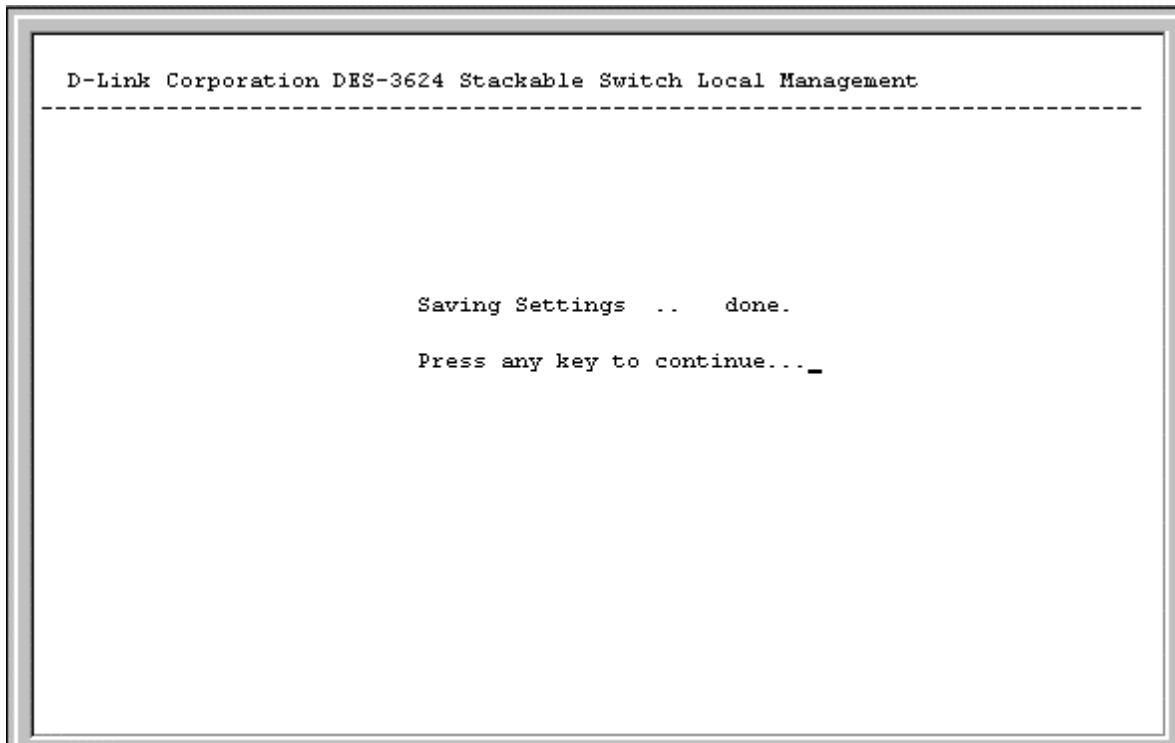 D-Link Corporation DES-3624 Stackable Switch Local Management
--------------------------------------------------------------------------------
Saving Settings .. done.
Press any key to continue..._